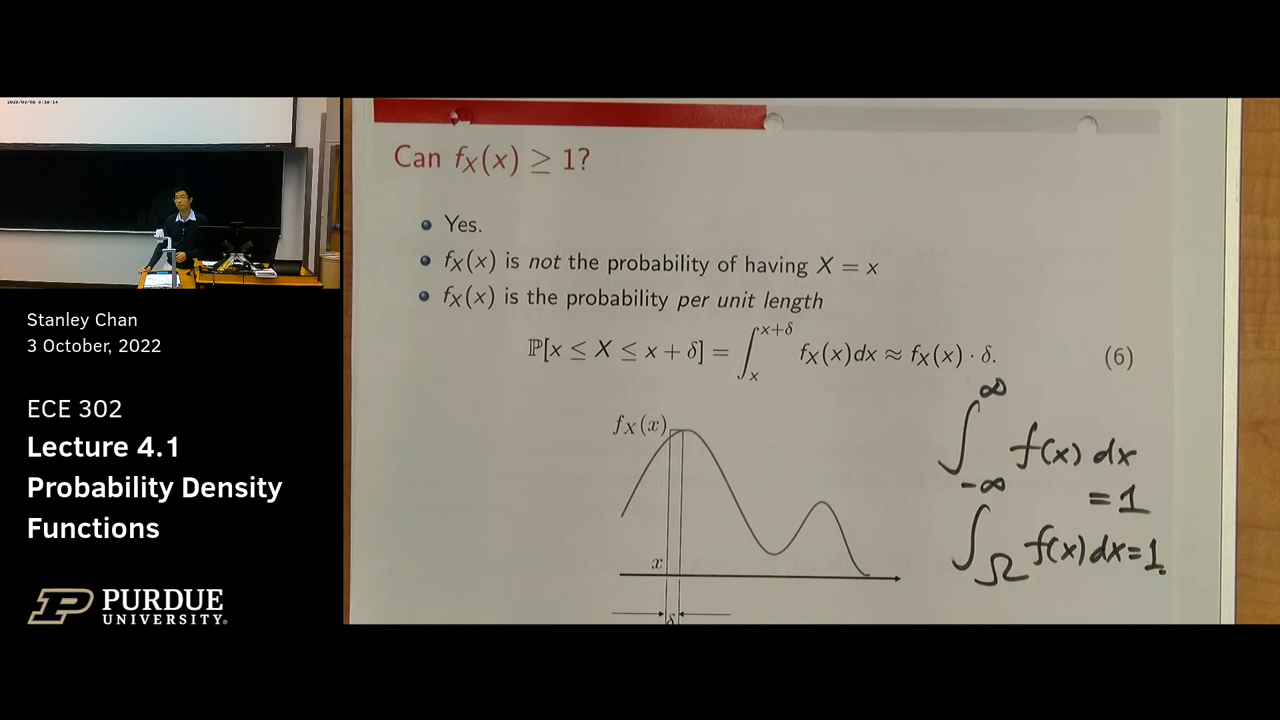 Stanley Chan
3 October, 2022
ECE 302
Lecture 4.1
Probability Density
Functions
PURDUE
UNIVERSITY®
Can f_X(x) ≥ 1?
Yes.
f_X(x) is not the probability of having X = x
f_X(x) is the probability per unit length
ℙ[x ≤ X ≤ x + δ] = ∫_x^{x+δ} f_X(x)dx ≈ f_X(x) · δ. (6)
f_X(x)
x
δ
∫_{-∞}^{∞} f(x) dx
= 1
∫_Ω f(x) dx = 1.